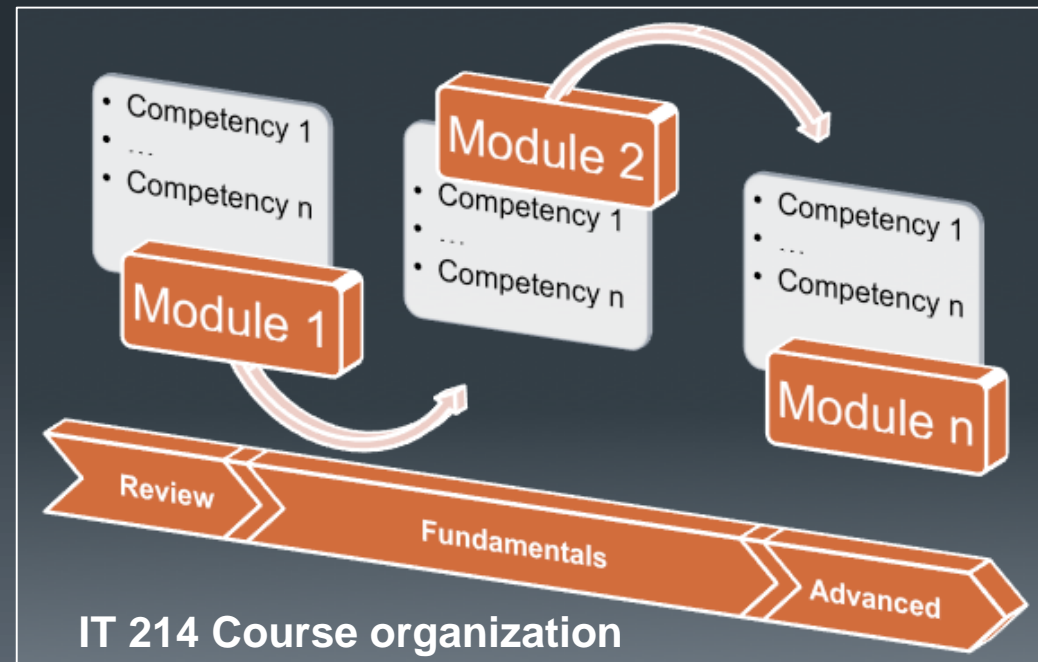 • Competency 1
• ...
• Competency n
Module 1
Module 2
• Competency 1
• ...
• Competency n
• Competency 1
• ...
• Competency n
Module n
Review
Fundamentals
Advanced
IT 214 Course organization